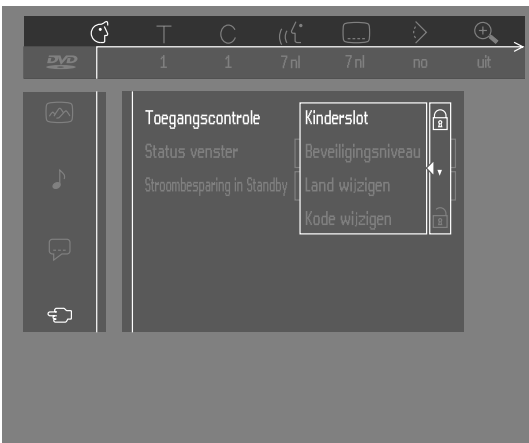 T C
DVD 1 1 7 nl 7 nl no uit
Toegangscontrole Kinderslot
Status venster Beveiligingsniveau
Stroombesparing in Standby Land wijzigen
Kode wijzigen